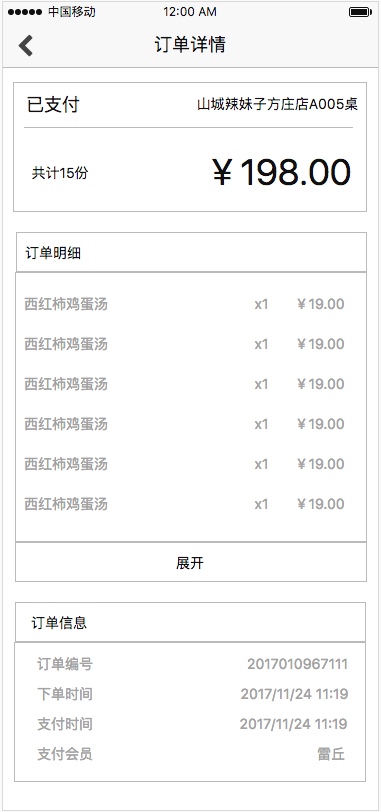 中国移动 12:00 AM
订单详情
已支付 山城辣妹子方庄店A005桌
共计15份 ￥198.00
订单明细
西红柿鸡蛋汤 x1 ￥19.00
西红柿鸡蛋汤 x1 ￥19.00
西红柿鸡蛋汤 x1 ￥19.00
西红柿鸡蛋汤 x1 ￥19.00
西红柿鸡蛋汤 x1 ￥19.00
西红柿鸡蛋汤 x1 ￥19.00
展开
订单信息
订单编号 2017010967111
下单时间 2017/11/24 11:19
支付时间 2017/11/24 11:19
支付会员 雷丘